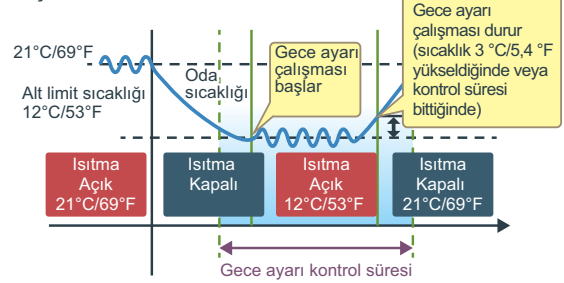 Gece ayarı
çalışması durur
(sıcaklık 3 °C/5,4 °F
yükseldiğinde veya
kontrol süresi
bittiğinde)
21°C/69°F
Gece ayarı
çalışması
başlar
Oda
sıcaklığı
Alt limit sıcaklığı
12°C/53°F
Isıtma
Açık
21°C/69°F
Isıtma
Kapalı
Isıtma
Açık
12°C/53°F
Isıtma
Kapalı
21°C/69°F
Gece ayarı kontrol süresi